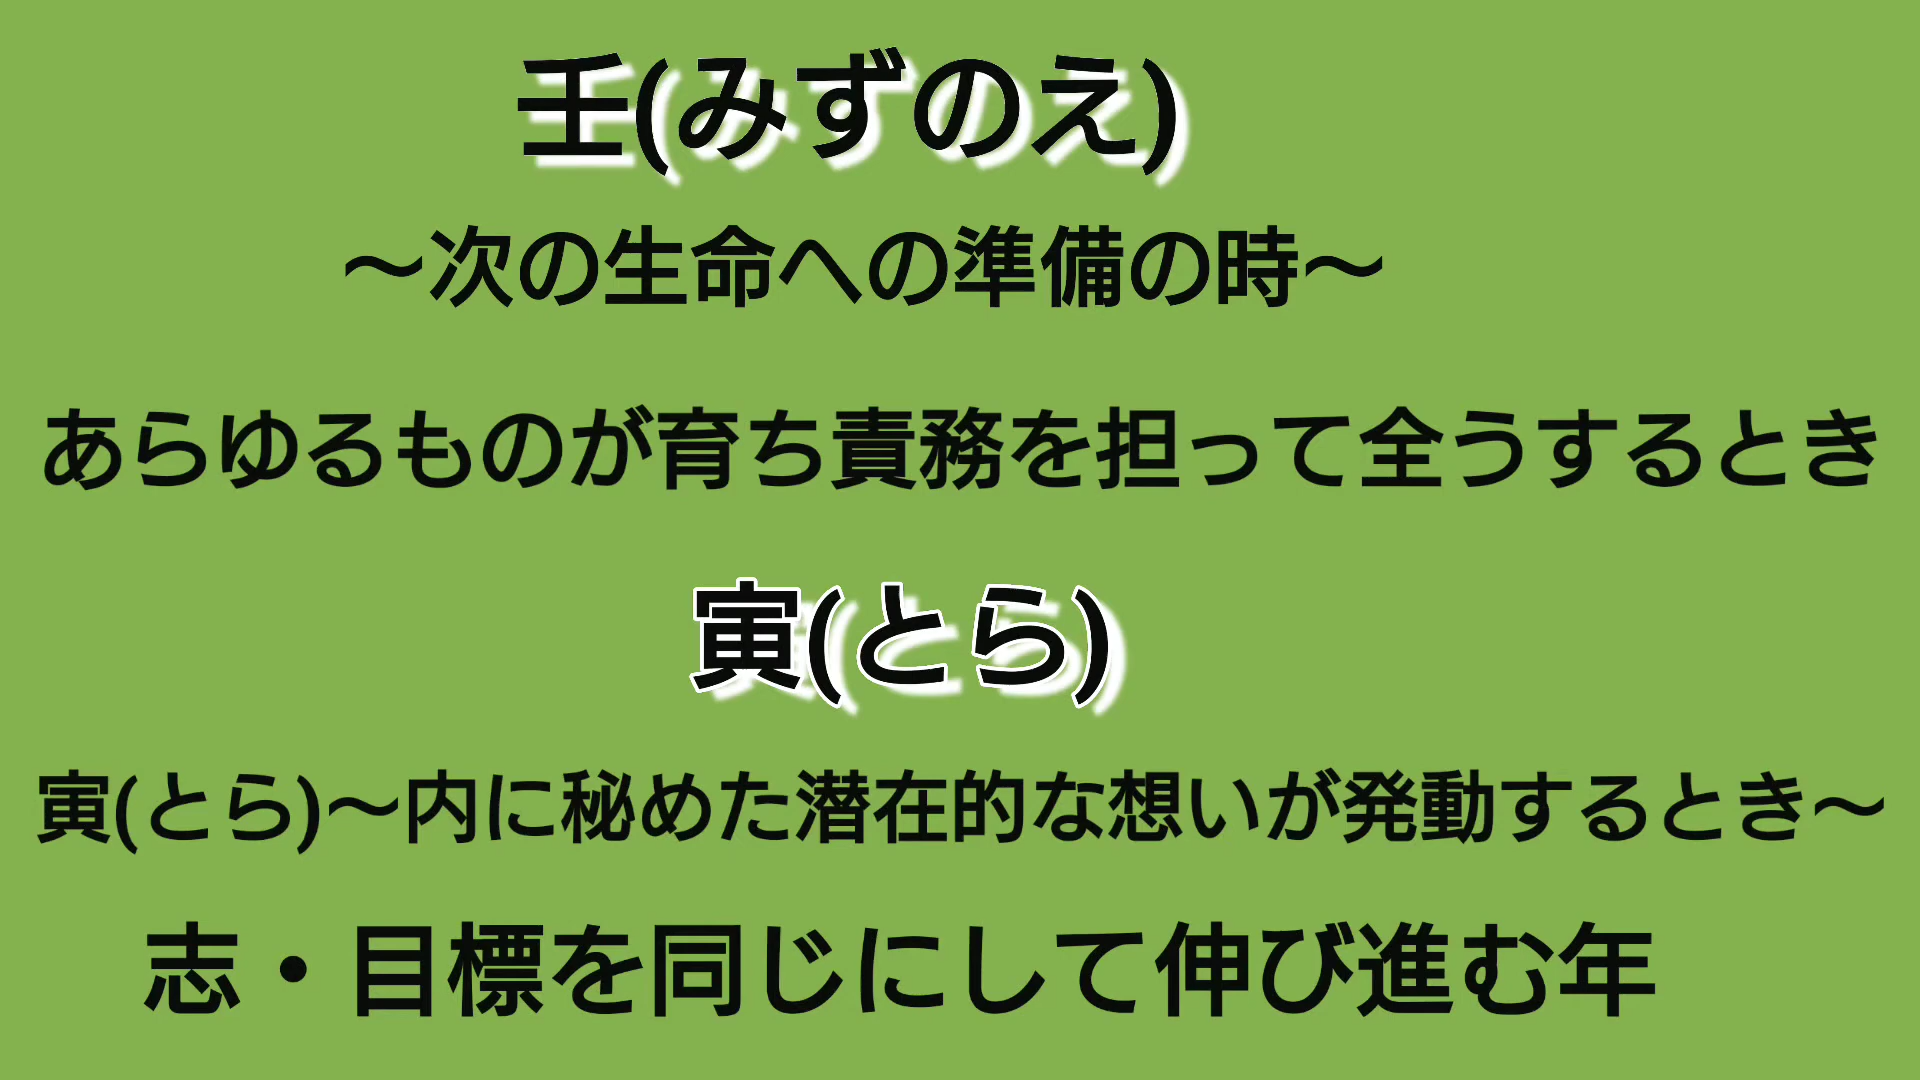 壬(みずのえ)
～次の生命への準備の時～
あらゆるものが育ち責務を担って全うするとき
寅(とら)
寅(とら)～内に秘めた潜在的な想いが発動するとき～
志・目標を同じにして伸び進む年